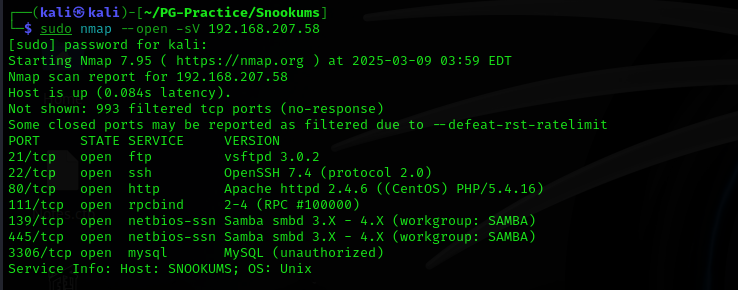 ┌──(kali㉿kali)-[~/PG-Practice/Snookums]
└─$ sudo nmap --open -sV 192.168.207.58
[sudo] password for kali:
Starting Nmap 7.95 ( https://nmap.org ) at 2025-03-09 03:59 EDT
Nmap scan report for 192.168.207.58
Host is up (0.084s latency).
Not shown: 993 filtered tcp ports (no-response)
Some closed ports may be reported as filtered due to --defeat-rst-ratelimit
PORT     STATE SERVICE     VERSION
21/tcp   open  ftp         vsftpd 3.0.2
22/tcp   open  ssh         OpenSSH 7.4 (protocol 2.0)
80/tcp   open  http        Apache httpd 2.4.6 ((CentOS) PHP/5.4.16)
111/tcp  open  rpcbind     2-4 (RPC #100000)
139/tcp  open  netbios-ssn Samba smbd 3.X - 4.X (workgroup: SAMBA)
445/tcp  open  netbios-ssn Samba smbd 3.X - 4.X (workgroup: SAMBA)
3306/tcp open  mysql       MySQL (unauthorized)
Service Info: Host: SNOOKUMS; OS: Unix